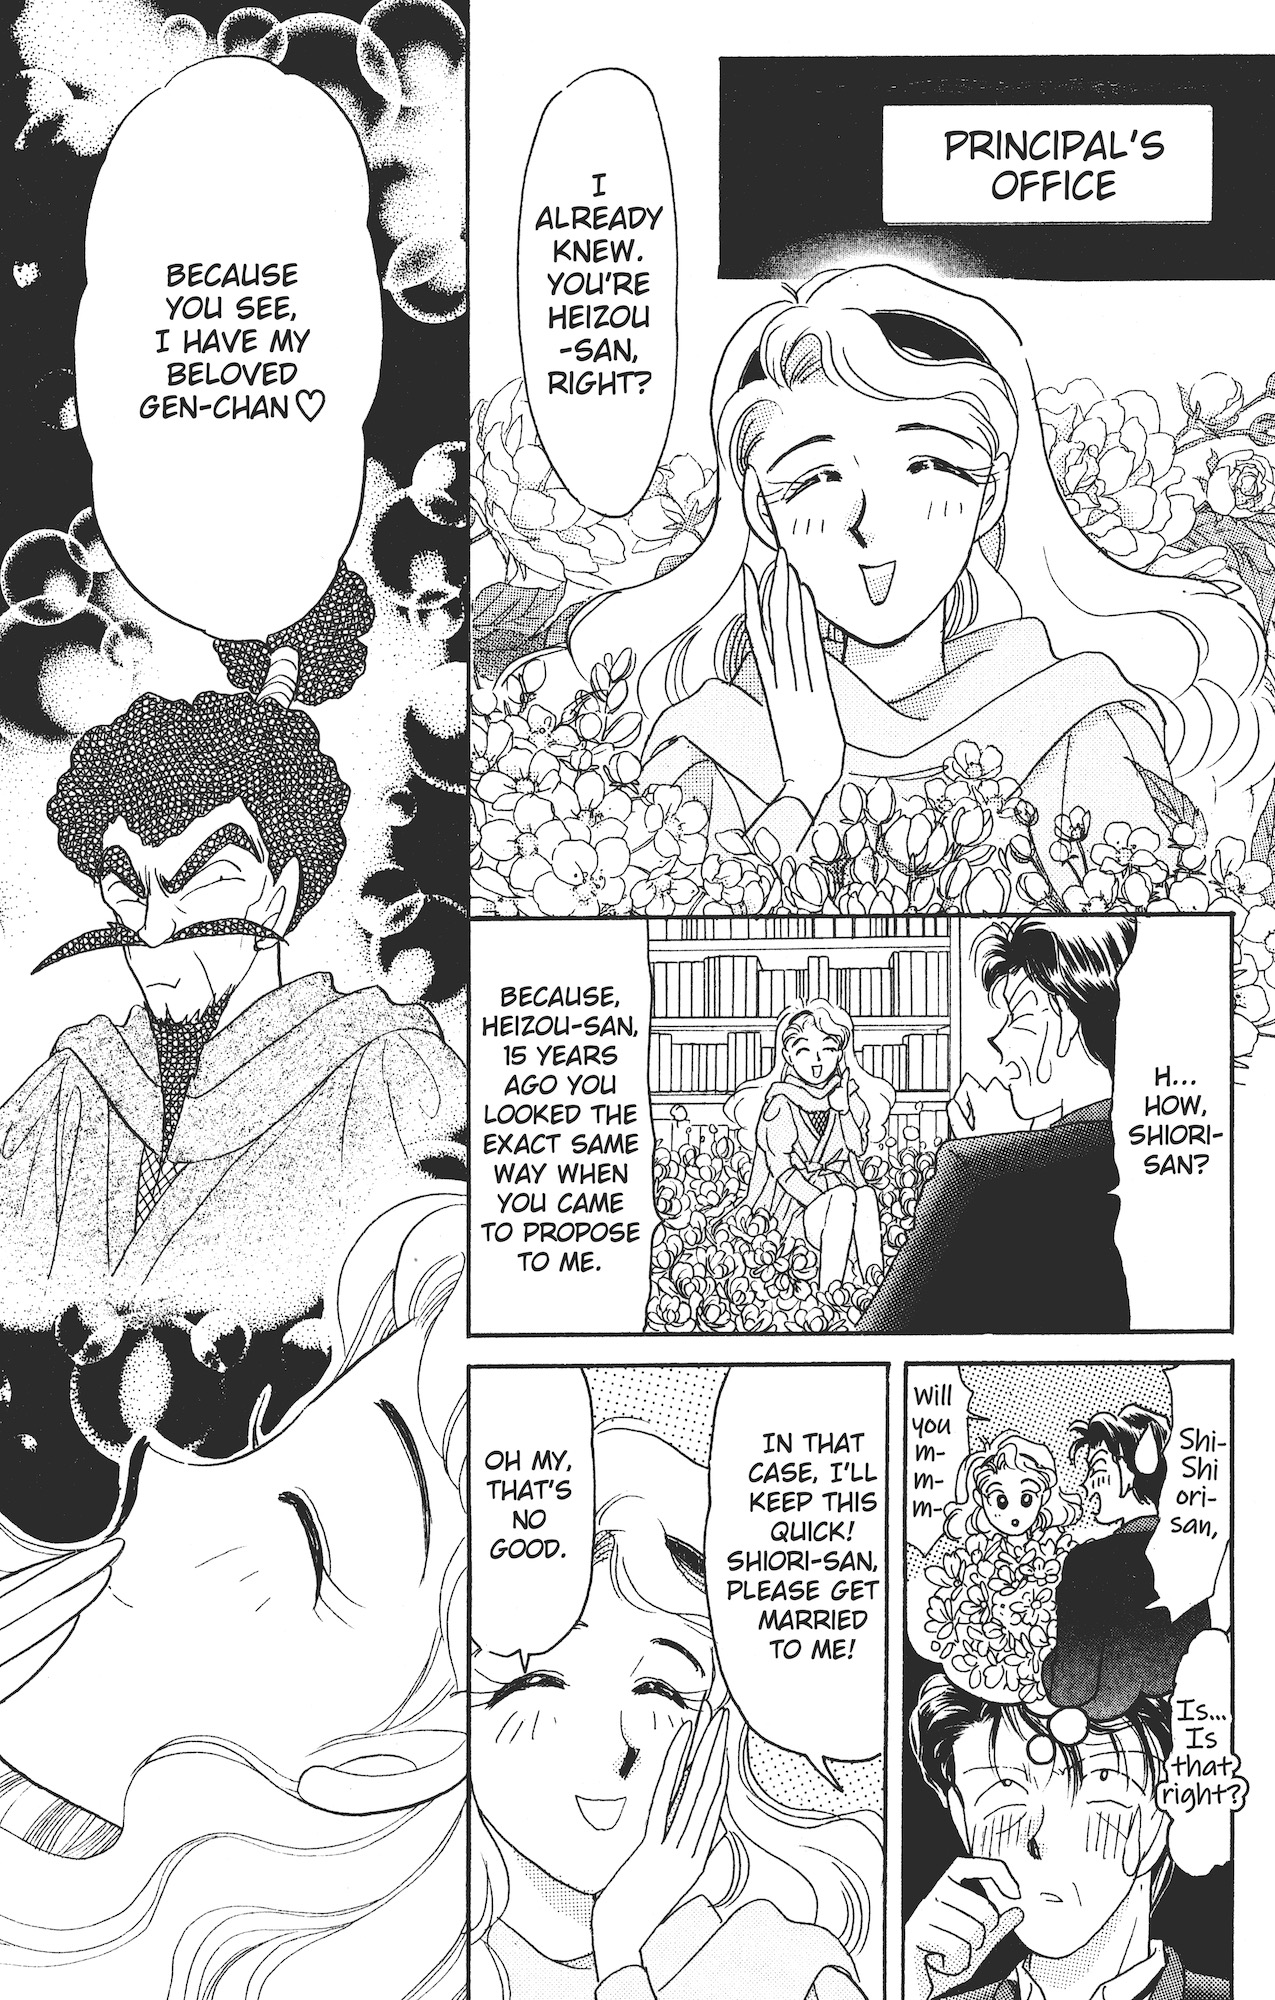 PRINCIPAL'S
OFFICE
I
ALREADY
KNEW.
YOU'RE
HEIZOU
-SAN,
RIGHT?
H...
HOW,
SHIORI-
SAN?
BECAUSE,
HEIZOU-SAN,
15 YEARS
AGO YOU
LOOKED THE
EXACT SAME
WAY WHEN
YOU CAME
TO PROPOSE
TO ME.
Shi-
Shi
ori-
san,
Will
you
m-
m-
m-
Is...
Is
that
right?
IN THAT
CASE, I'LL
KEEP THIS
QUICK!
SHIORI-SAN,
PLEASE GET
MARRIED
TO ME!
OH MY,
THAT'S
NO
GOOD.
BECAUSE
YOU SEE,
I HAVE MY
BELOVED
GEN-CHAN♡